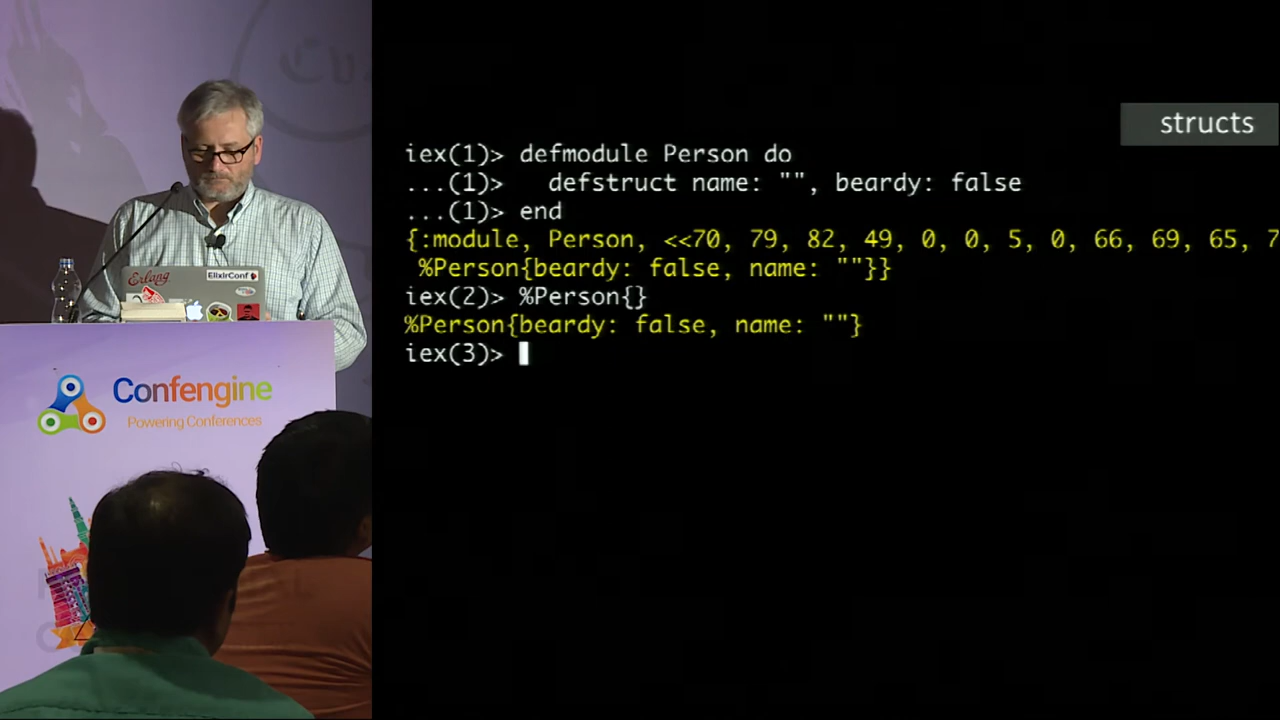 structs
iex(1)> defmodule Person do
...(1)>   defstruct name: "", beardy: false
...(1)> end
{:module, Person, <<70, 79, 82, 49, 0, 0, 5, 0, 66, 69, 65, 7
 %Person{beardy: false, name: ""}}
iex(2)> %Person{}
%Person{beardy: false, name: ""}
iex(3)>
Erlang
ElixirConf
Confengine
Powering Conferences